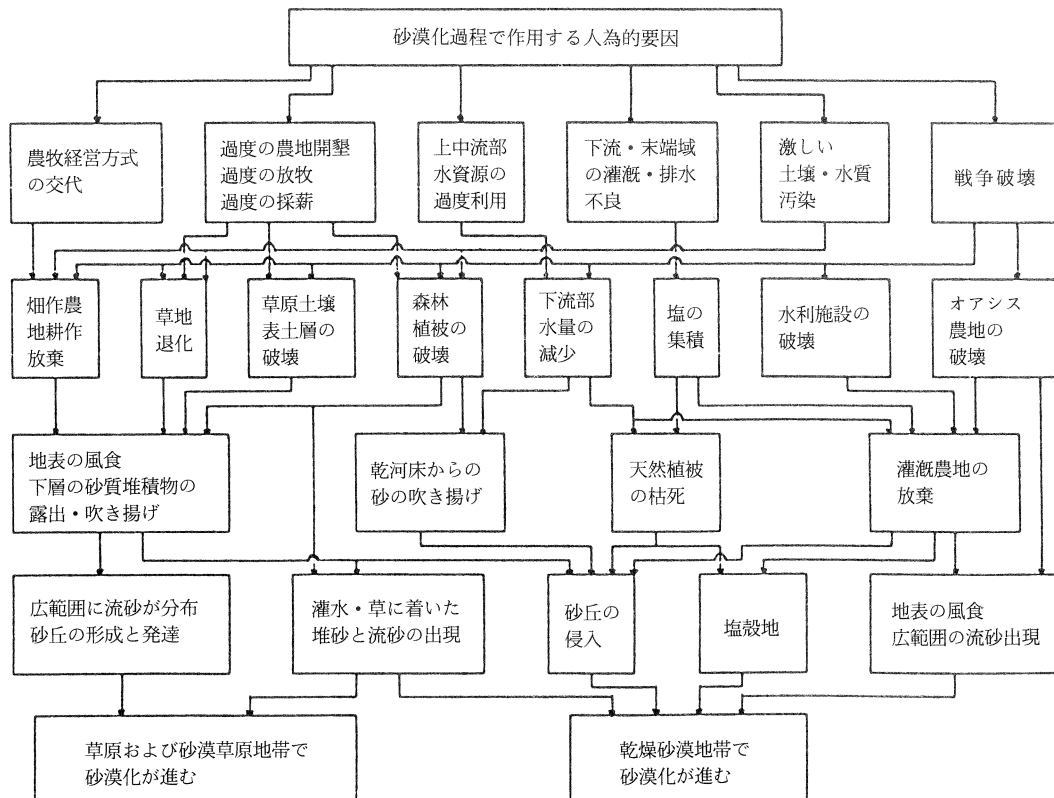 砂漠化過程で作用する人為的要因
農牧経営方式
の交代
過度の農地開墾
過度の放牧
過度の採薪
上中流部
水資源の
過度利用
下流・末端域
の灌漑・排水
不良
激しい
土壌・水質
汚染
戦争破壊
畑作農
地耕作
放棄
草地
退化
草原土壌
表土層の
破壊
森林
植被の
破壊
下流部
水量の
減少
塩の
集積
水利施設の
破壊
オアシス
農地の
破壊
地表の風食
下層の砂質堆積物の
露出・吹き揚げ
乾河床からの
砂の吹き揚げ
天然植被
の枯死
灌漑農地の
放棄
広範囲に流砂が分布
砂丘の形成と発達
灌水・草に着いた
堆砂と流砂の出現
砂丘の
侵入
塩殻地
地表の風食
広範囲の流砂出現
草原および砂漠草原地帯で
砂漠化が進む
乾燥砂漠地帯で
砂漠化が進む